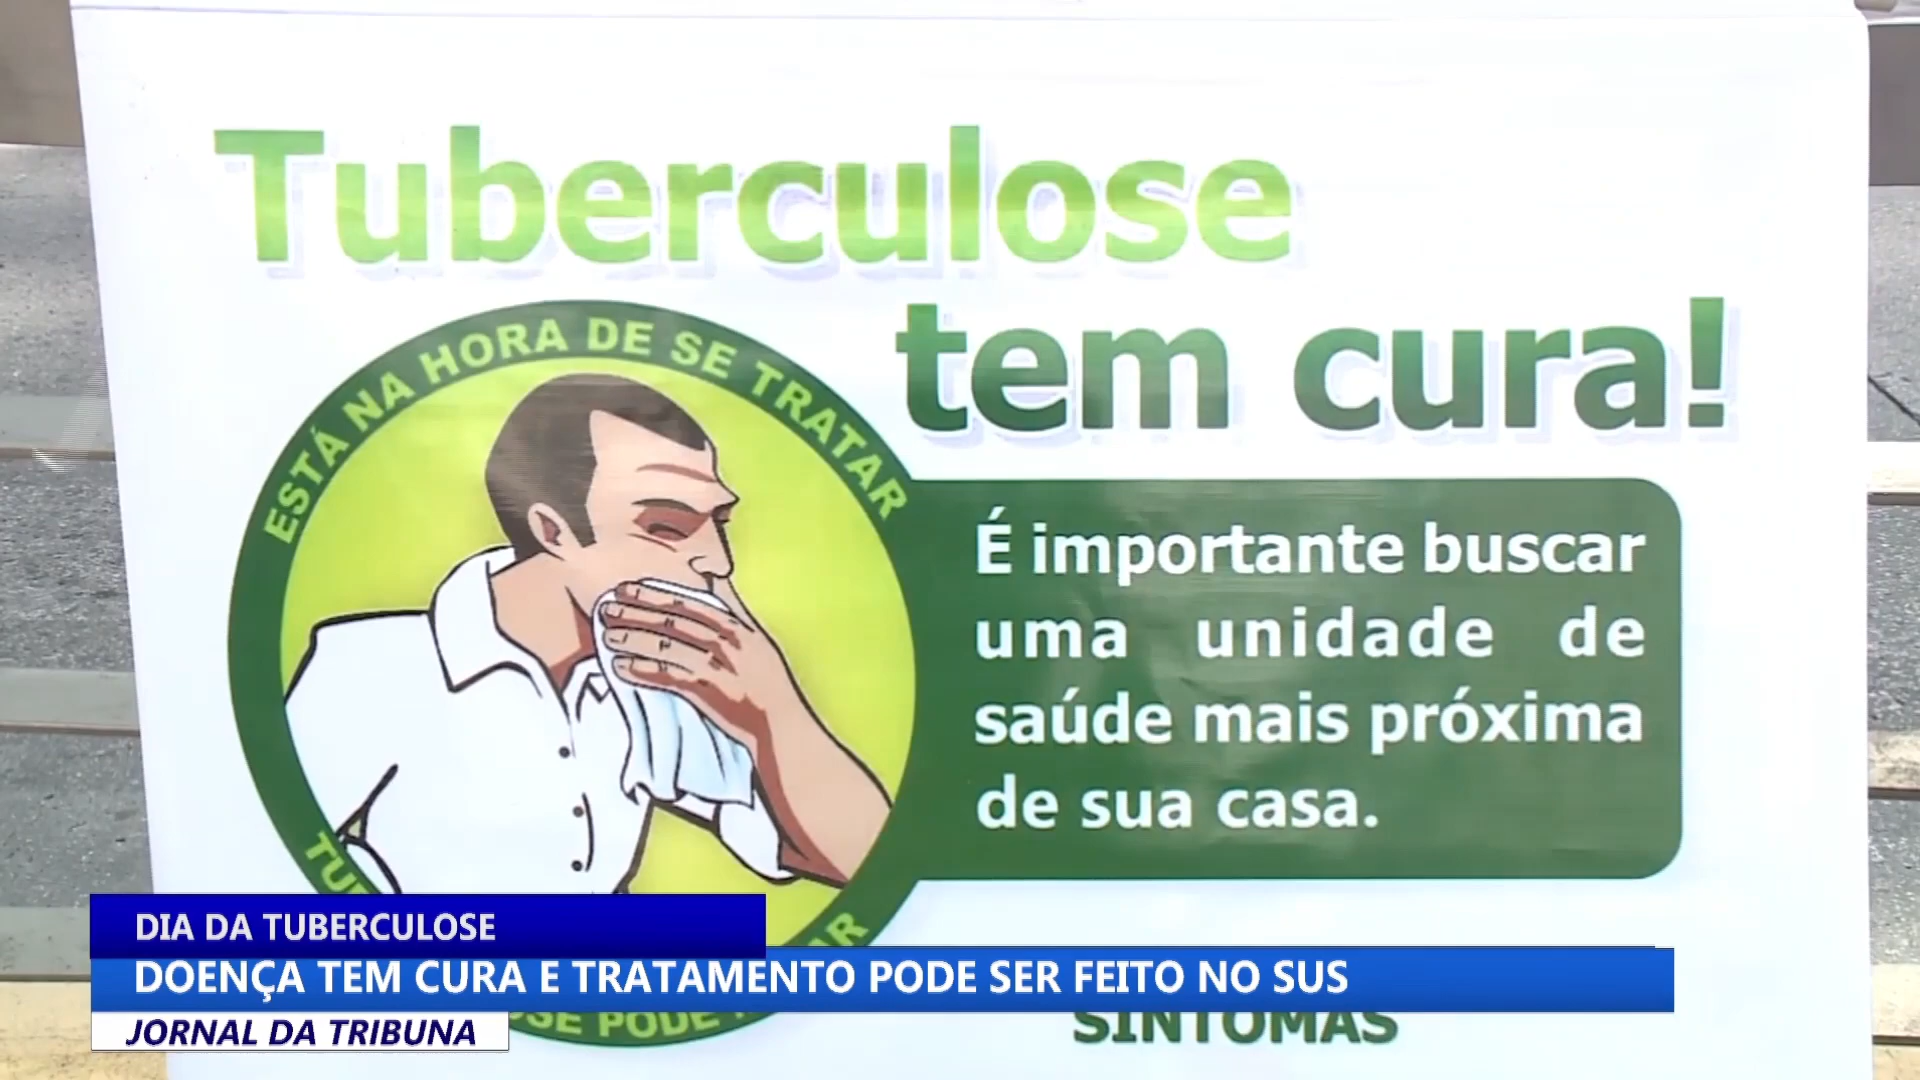 Tuberculose
tem cura!
ESTÁ NA HORA DE SE TRATAR
É importante buscar
uma unidade de
saúde mais próxima
de sua casa.
DIA DA TUBERCULOSE
DOENÇA TEM CURA E TRATAMENTO PODE SER FEITO NO SUS
JORNAL DA TRIBUNA
PODE
SINTOMAS